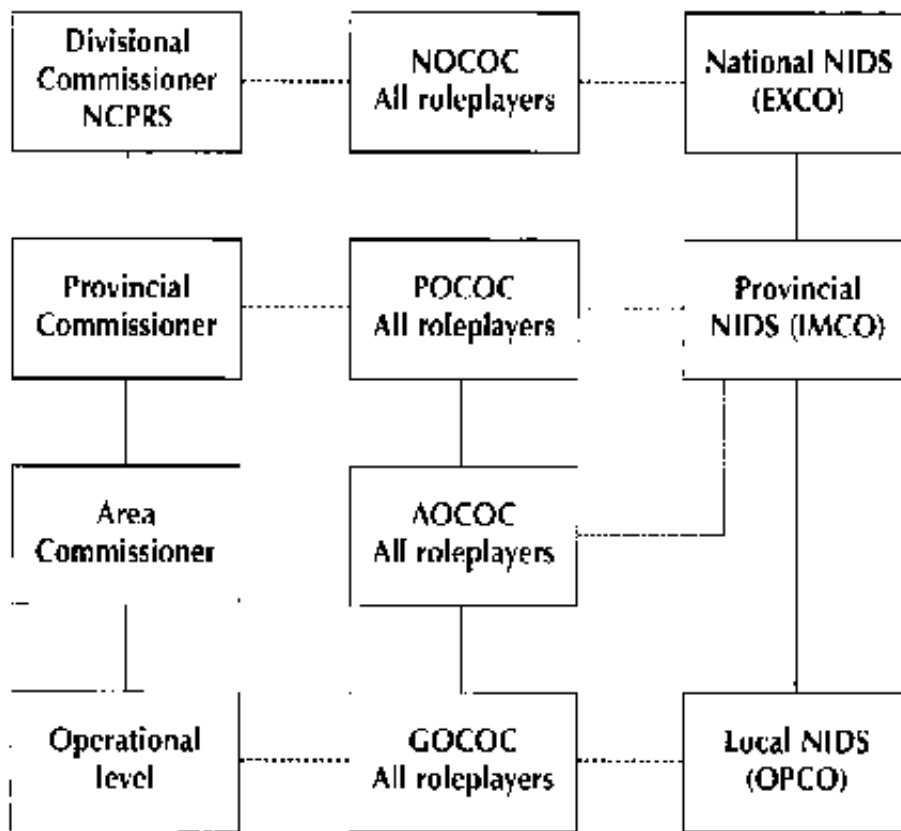 Divisional
Commissioner
NCPRS
NOCOC
All roleplayers
National NIDS
(EXCO)
Provincial
Commissioner
POCOC
All roleplayers
Provincial
NIDS (IMCO)
Area
Commissioner
AOCOC
All roleplayers
Operational
level
GOCOC
All roleplayers
Local NIDS
(OPCO)